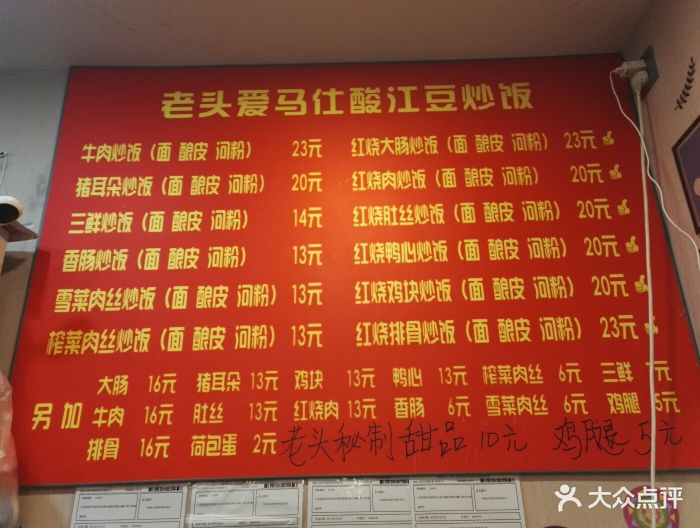 老头爱马仕酸江豆炒饭
牛肉炒饭（面 酿皮 河粉） 23元 红烧大肠炒饭（面 酿皮 河粉） 23元
猪耳朵炒饭（面 酿皮 河粉） 20元 红烧肉炒饭（面 酿皮 河粉） 20元
三鲜炒饭（面 酿皮 河粉） 14元 红烧肚丝炒饭（面 酿皮 河粉） 20元
香肠炒饭（面 酿皮 河粉） 13元 红烧鸭心炒饭（面 酿皮 河粉） 20元
雪菜肉丝炒饭（面 酿皮 河粉） 13元 红烧鸡块炒饭（面 酿皮 河粉） 20元
榨菜肉丝炒饭（面 酿皮 河粉） 13元 红烧排骨炒饭（面 酿皮 河粉） 23元
大肠 16元 猪耳朵 13元 鸡块 13元 鸭心 13元 榨菜肉丝 6元 三鲜 元
另加 牛肉 16元 肚丝 13元 红烧肉 13元 香肠 6元 雪菜肉丝 6元 鸡腿 5元
排骨 16元 荷包蛋 2元 老头秘制甜品10元 鸡腿5元
大众点评